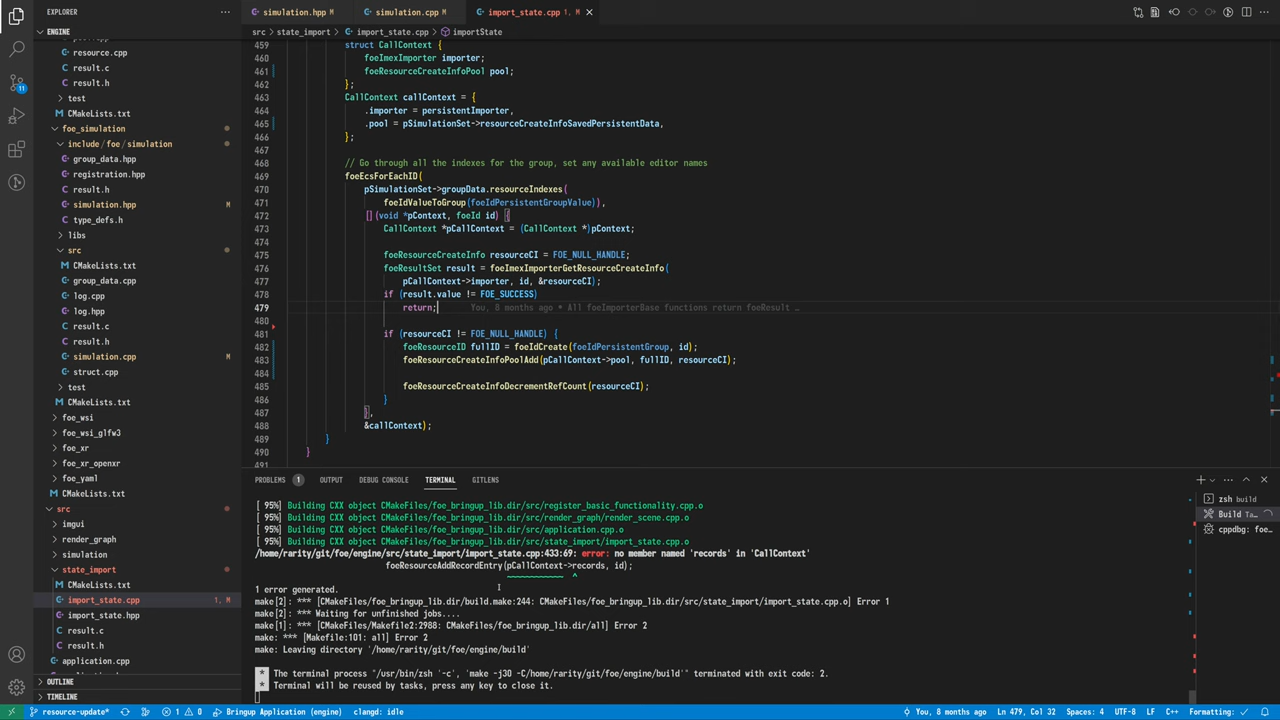 EXPLORER
···
simulation.hpp M
simulation.cpp M
import_state.cpp 1, M
ENGINE
src > state_import > import_state.cpp > importState
resource.cpp
result.c
result.h
test
CMakeLists.txt
foe_simulation
include / foe / simulation
group_data.hpp
registration.hpp
result.h
simulation.hpp M
type_defs.h
libs
src
CMakeLists.txt
group_data.cpp
log.cpp
log.hpp
result.c
result.h
simulation.cpp M
struct.cpp
test
CMakeLists.txt
foe_wsi
foe_wsi_glfw3
foe_xr
foe_xr_openxr
foe_yaml
CMakeLists.txt
src
imgui
render_graph
simulation
state_import
CMakeLists.txt
import_state.cpp 1, M
import_state.hpp
result.c
result.h
application.cpp
OUTLINE
TIMELINE
11
459 struct CallContext {
460 foeImexImporter importer;
461 foeResourceCreateInfoPool pool;
462 };
463 CallContext callContext = {
464 .importer = persistentImporter,
465 .pool = pSimulationSet->resourceCreateInfoSavedPersistentData,
466 };
467
468 // Go through all the indexes for the group, set any available editor names
469 foeEcsForEachID(
470 pSimulationSet->groupData.resourceIndexes(
471 foeIdValueToGroup(foeIdPersistentGroupValue)),
472 [](void *pContext, foeId id) {
473 CallContext *pCallContext = (CallContext *)pContext;
474
475 foeResourceCreateInfo resourceCI = FOE_NULL_HANDLE;
476 foeResultSet result = foeImexImporterGetResourceCreateInfo(
477 pCallContext->importer, id, &resourceCI);
478 if (result.value != FOE_SUCCESS)
479 return; You, 8 months ago • All foeImporterBase functions return foeResult …
480
481 if (resourceCI != FOE_NULL_HANDLE) {
482 foeResourceID fullID = foeIdCreate(foeIdPersistentGroup, id);
483 foeResourceCreateInfoPoolAdd(pCallContext->pool, fullID, resourceCI);
484
485 foeResourceCreateInfoDecrementRefCount(resourceCI);
486 }
487 },
488 &callContext);
489 }
490 }
491
PROBLEMS 1 OUTPUT DEBUG CONSOLE TERMINAL GITLENS
[ 95%] Building CXX object CMakeFiles/foe_bringup_lib.dir/src/register_basic_functionality.cpp.o
[ 95%] Building CXX object CMakeFiles/foe_bringup_lib.dir/src/render_graph/render_scene.cpp.o
[ 95%] Building CXX object CMakeFiles/foe_bringup_lib.dir/src/application.cpp.o
[ 95%] Building CXX object CMakeFiles/foe_bringup_lib.dir/src/state_import/import_state.cpp.o
/home/rarity/git/foe/engine/src/state_import/import_state.cpp:433:69: error: no member named 'records' in 'CallContext'
foeResourceAddRecordEntry(pCallContext->records, id);
~~~~~~~~~~~~ ^
1 error generated.
make[2]: *** [CMakeFiles/foe_bringup_lib.dir/build.make:244: CMakeFiles/foe_bringup_lib.dir/src/state_import/import_state.cpp.o] Error 1
make[2]: *** Waiting for unfinished jobs....
make[1]: *** [CMakeFiles/Makefile2:2988: CMakeFiles/foe_bringup_lib.dir/all] Error 2
make: *** [Makefile:101: all] Error 2
make: Leaving directory '/home/rarity/git/foe/engine/build'
* The terminal process "/usr/bin/zsh '-c', 'make -j30 -C/home/rarity/git/foe/engine/build'" terminated with exit code: 2.
* Terminal will be reused by tasks, press any key to close it.
zsh build
Build Ta...
cppdbg: foe...
resource-update* 1 0 Bringup Application (engine) clangd: idle
You, 8 months ago Ln 479, Col 32 Spaces: 4 UTF-8 LF C++ Formatting: ✓